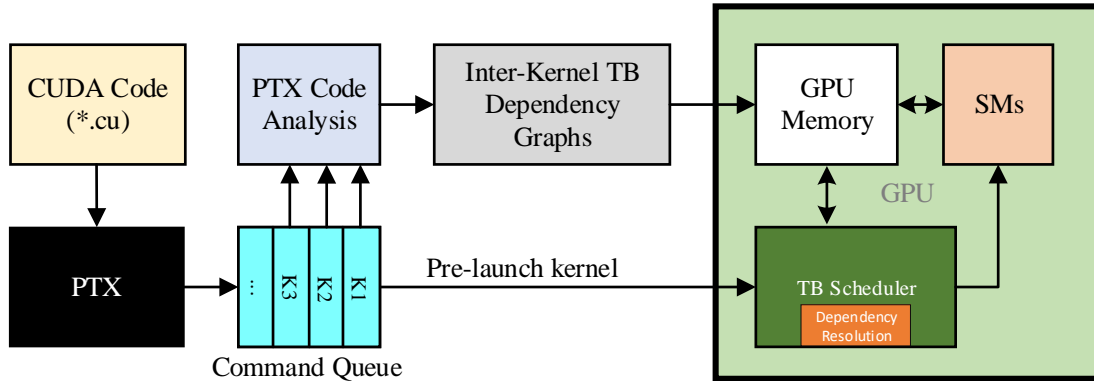 CUDA Code
(*.cu)
PTX Code
Analysis
Inter-Kernel TB
Dependency
Graphs
GPU
Memory
SMs
GPU
PTX
...
K3
K2
K1
Command Queue
Pre-launch kernel
TB Scheduler
Dependency
Resolution